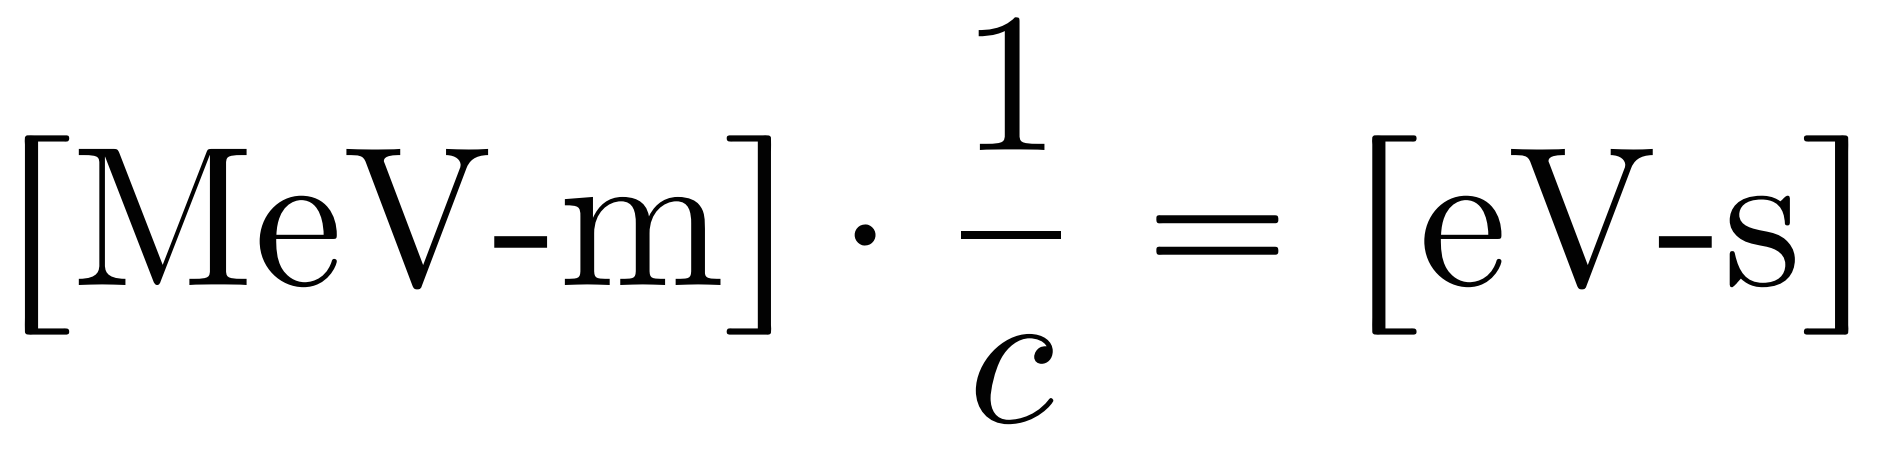 [MeV-m] · 1/c = [eV-s]